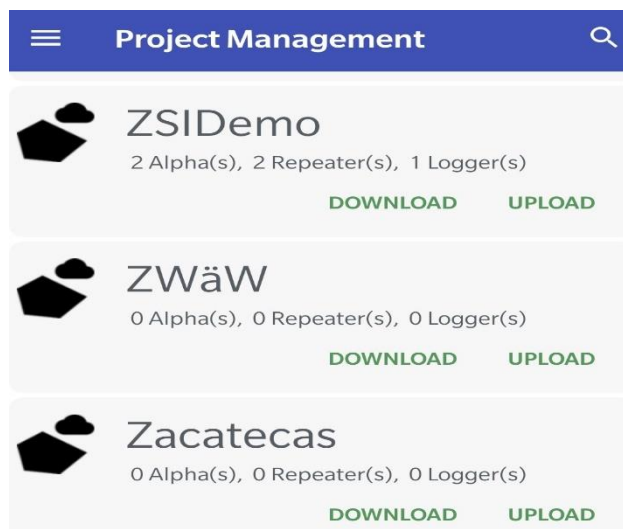 Project Management
ZSIDemo
2 Alpha(s), 2 Repeater(s), 1 Logger(s)
DOWNLOAD UPLOAD
ZWäW
0 Alpha(s), 0 Repeater(s), 0 Logger(s)
DOWNLOAD UPLOAD
Zacatecas
0 Alpha(s), 0 Repeater(s), 0 Logger(s)
DOWNLOAD UPLOAD